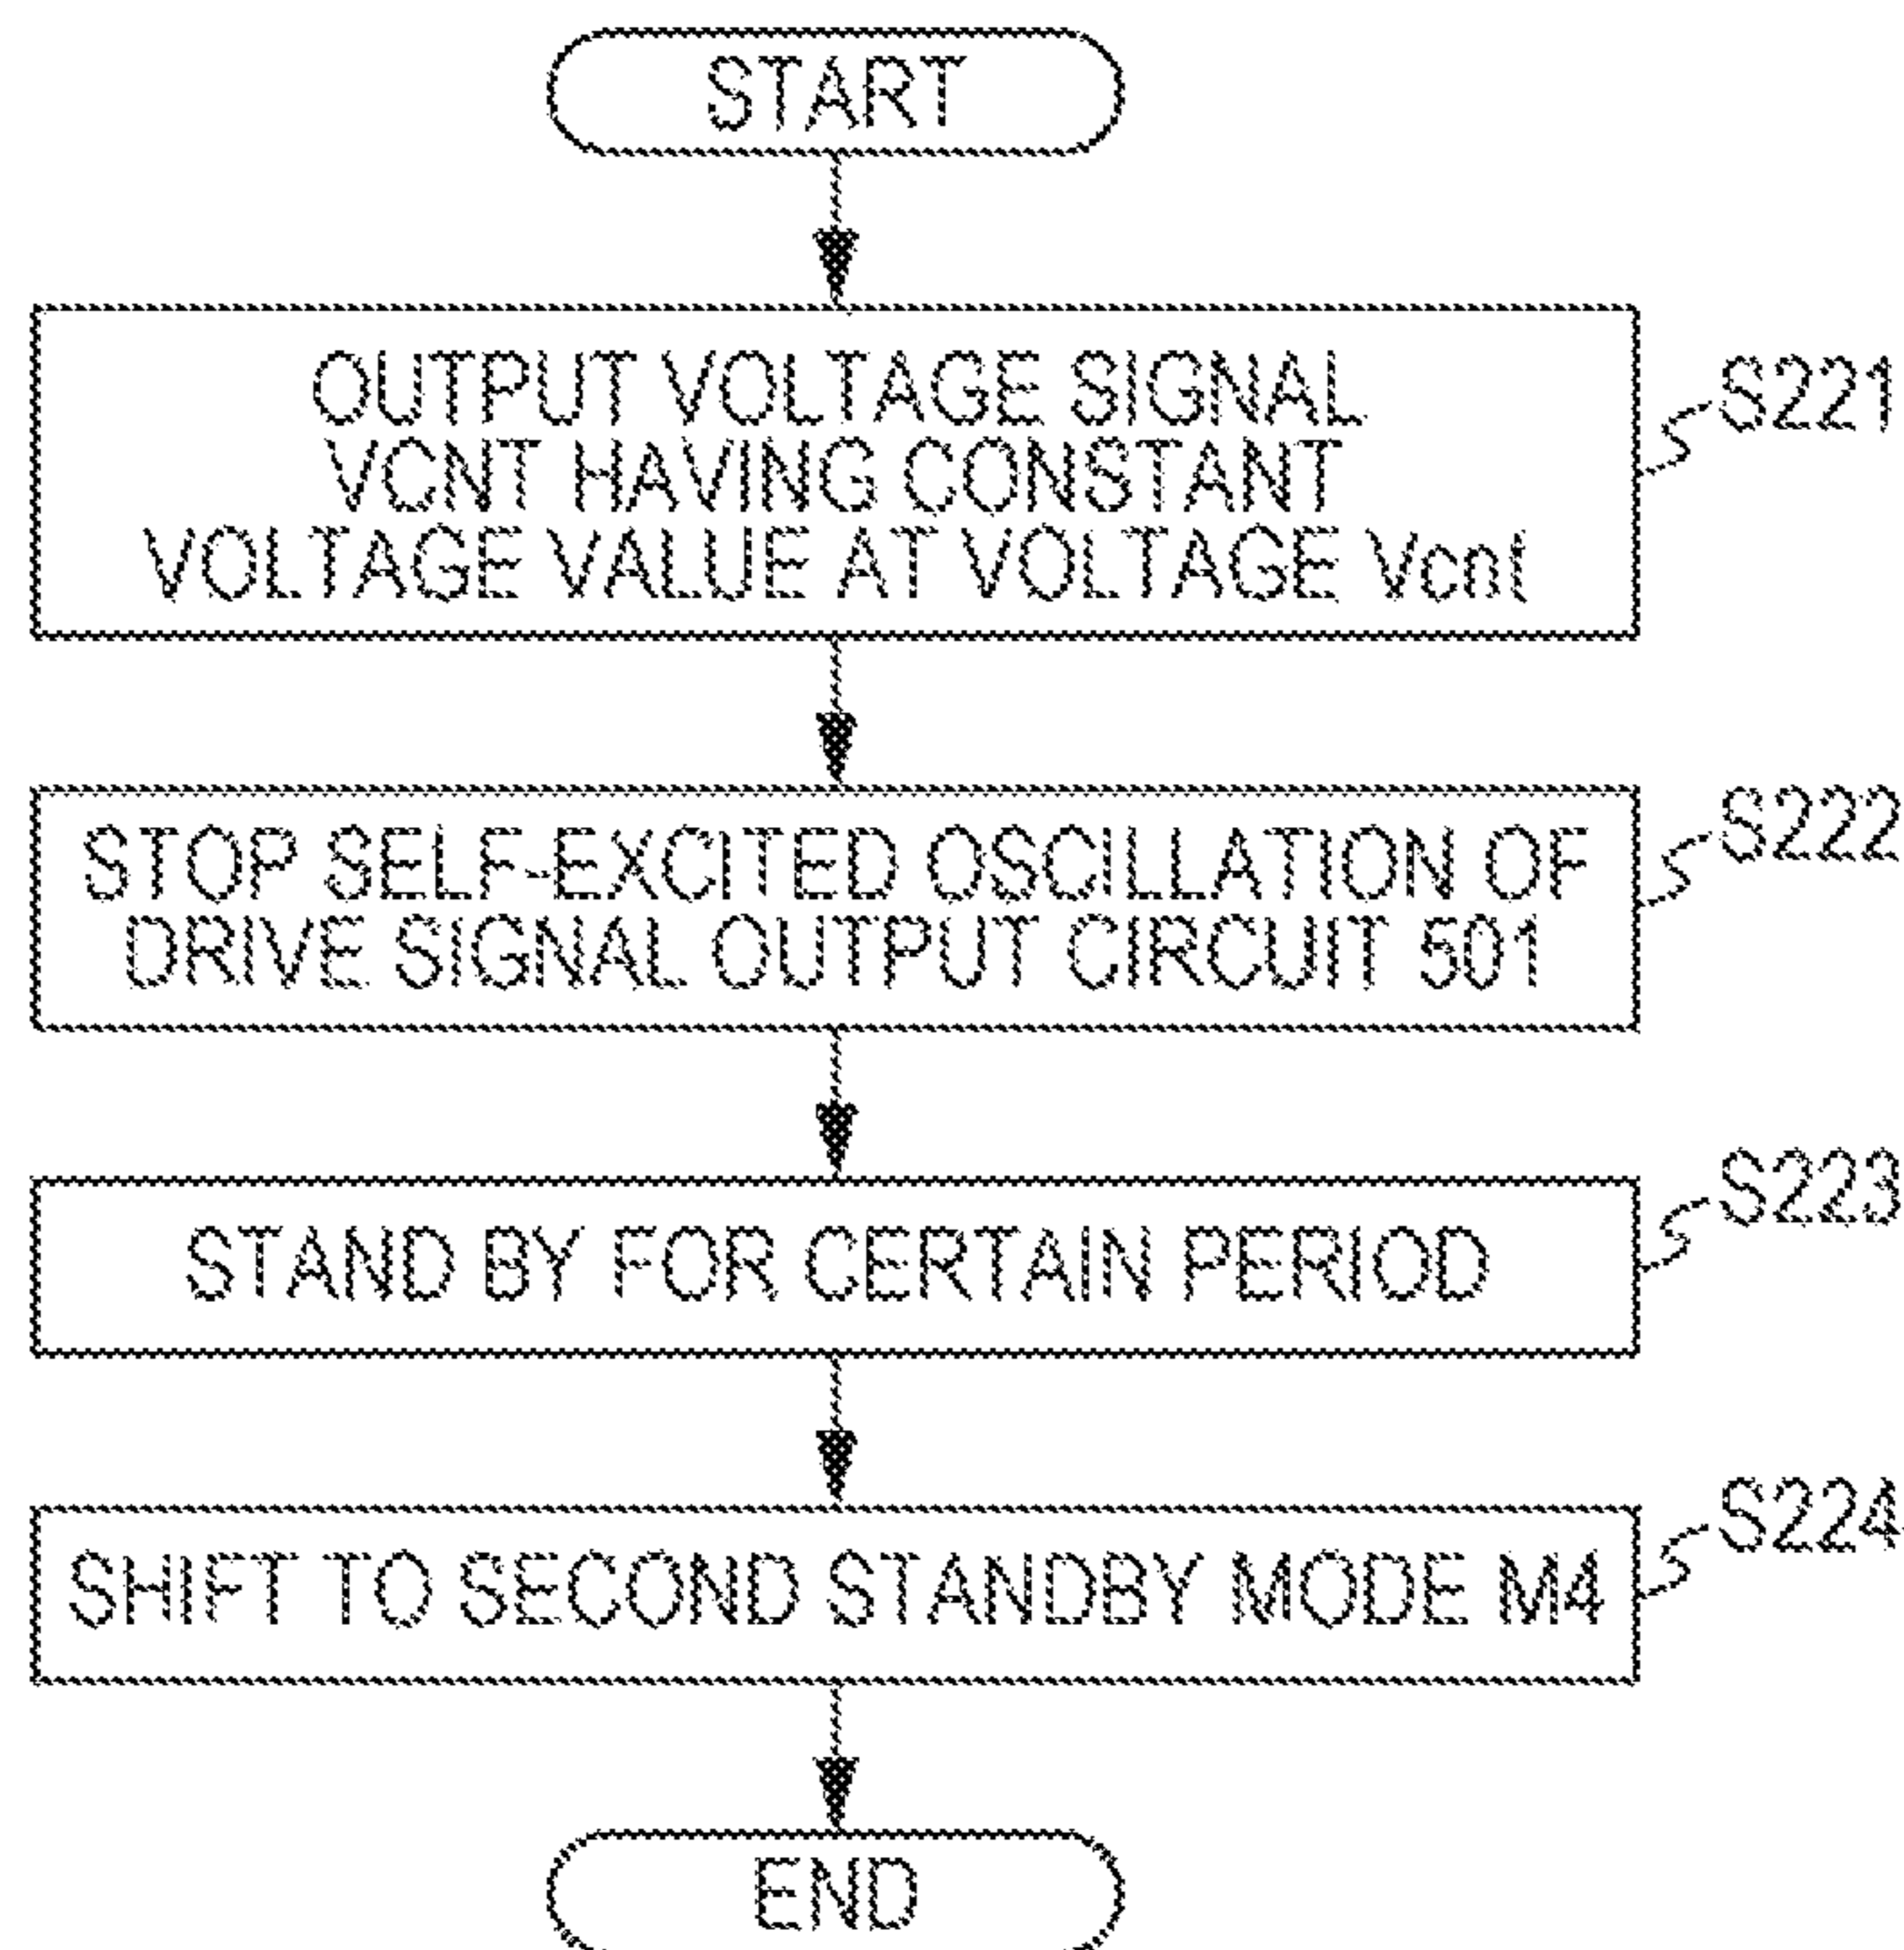 START
OUTPUT VOLTAGE SIGNAL
VCNT HAVING CONSTANT
VOLTAGE VALUE AT VOLTAGE Vcnt
S221
STOP SELF-EXCITED OSCILLATION OF
DRIVE SIGNAL OUTPUT CIRCUIT 501
S222
STAND BY FOR CERTAIN PERIOD
S223
SHIFT TO SECOND STANDBY MODE M4
S224
END